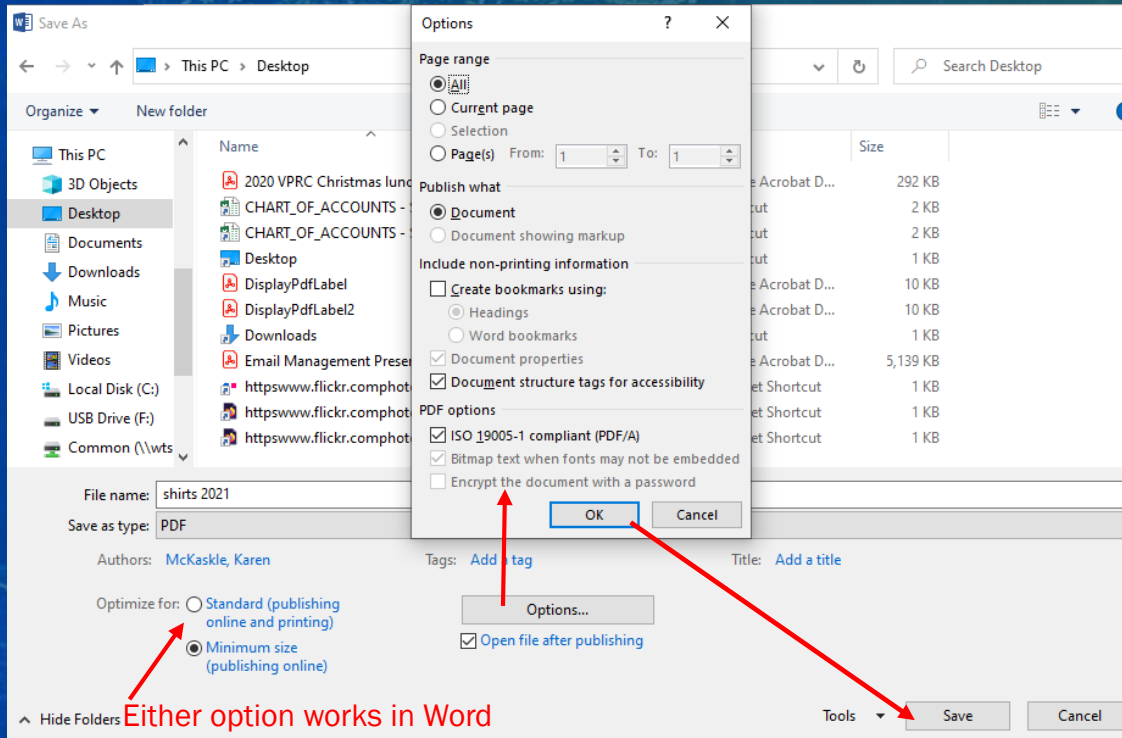 Save As
This PC > Desktop
Search Desktop
Organize
New folder
This PC
3D Objects
Desktop
Documents
Downloads
Music
Pictures
Videos
Local Disk (C:)
USB Drive (F:)
Common (\\wts
Name
Size
2020 VPRC Christmas lunc
e Acrobat D...
292 KB
CHART_OF_ACCOUNTS -
cut
2 KB
CHART_OF_ACCOUNTS -
cut
2 KB
Desktop
cut
1 KB
DisplayPdfLabel
e Acrobat D...
10 KB
DisplayPdfLabel2
e Acrobat D...
10 KB
Downloads
cut
1 KB
Email Management Preser
e Acrobat D...
5,139 KB
httpswww.flickr.comphot
et Shortcut
1 KB
httpswww.flickr.comphot
et Shortcut
1 KB
httpswww.flickr.comphot
et Shortcut
1 KB
Options
?
Page range
All
Current page
Selection
Page(s) From: 1 To: 1
Publish what
Document
Document showing markup
Include non-printing information
Create bookmarks using:
Headings
Word bookmarks
Document properties
Document structure tags for accessibility
PDF options
ISO 19005-1 compliant (PDF/A)
Bitmap text when fonts may not be embedded
Encrypt the document with a password
OK
Cancel
File name: shirts 2021
Save as type: PDF
Authors: McKaskle, Karen
Tags: Add a tag
Title: Add a title
Optimize for:
Standard (publishing
online and printing)
Minimum size
(publishing online)
Options...
Open file after publishing
Hide Folders
Either option works in Word
Tools
Save
Cancel